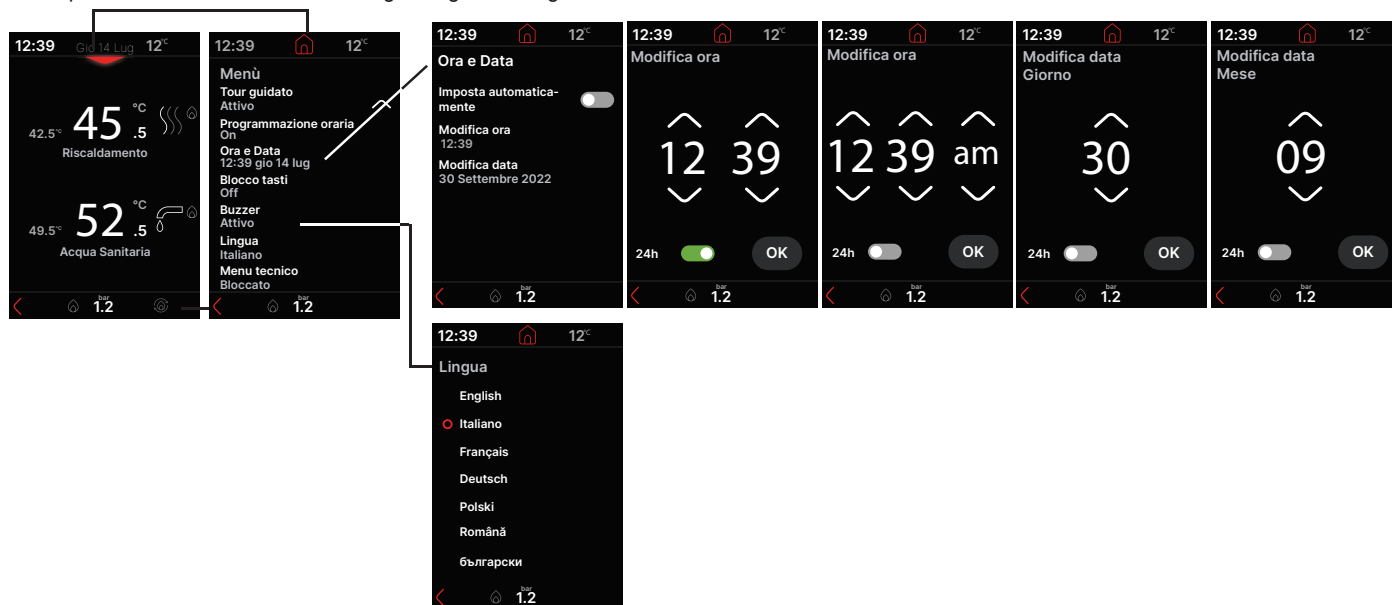 12:39 Gio 14 Lug 12°C
42.5°C 45.5 °C
Riscaldamento
49.5°C 52.5 °C
Acqua Sanitaria
bar
1.2
12:39 12°C
Menù
Tour guidato
Attivo
Programmazione oraria
On
Ora e Data
12:39 gio 14 lug
Blocco tasti
Off
Buzzer
Attivo
Lingua
Italiano
Menu tecnico
Bloccato
bar
1.2
12:39 12°C
Ora e Data
Imposta automatica-
mente
Modifica ora
12:39
Modifica data
30 Settembre 2022
bar
1.2
12:39 12°C
Modifica ora
12 39
24h OK
bar
1.2
12:39 12°C
Modifica ora
12 39 am
24h OK
bar
1.2
12:39 12°C
Modifica data
Giorno
30
24h OK
bar
1.2
12:39 12°C
Modifica data
Mese
09
24h OK
bar
1.2
12:39 12°C
Lingua
English
Italiano
Français
Deutsch
Polski
Română
български
bar
1.2